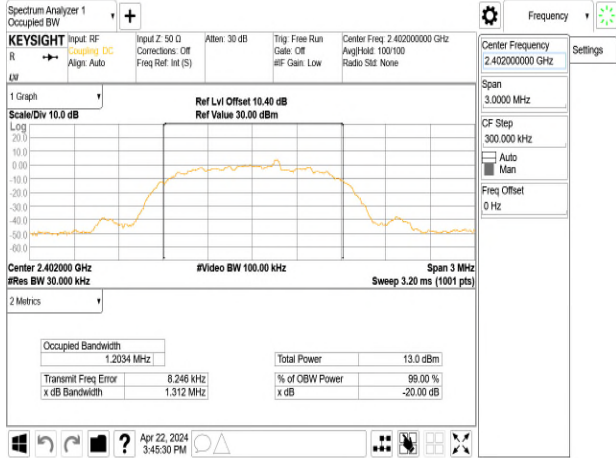 Spectrum Analyzer 1
Occupied BW
Frequency
KEYSIGHT
R
Input: RF
Coupling: DC
Align: Auto
Input Z: 50 Ω
Corrections: Off
Freq Ref: Int (S)
Atten: 30 dB
Trig: Free Run
Gate: Off
#IF Gain: Low
Center Freq: 2.402000000 GHz
Avg|Hold: 100/100
Radio Std: None
Center Frequency
2.402000000 GHz
Settings
Span
3.0000 MHz
CF Step
300.000 kHz
Auto
Man
Freq Offset
0 Hz
1 Graph
Scale/Div 10.0 dB
Ref Lvl Offset 10.40 dB
Ref Value 30.00 dBm
Log
20.0
10.0
0.00
-10.0
-20.0
-30.0
-40.0
-50.0
-60.0
Center 2.402000 GHz
#Video BW 100.00 kHz
Span 3 MHz
#Res BW 30.000 kHz
Sweep 3.20 ms (1001 pts)
2 Metrics
Occupied Bandwidth
1.2034 MHz
Total Power
13.0 dBm
Transmit Freq Error
8.246 kHz
% of OBW Power
99.00 %
x dB Bandwidth
1.312 MHz
x dB
-20.00 dB
?
Apr 22, 2024
3:45:30 PM